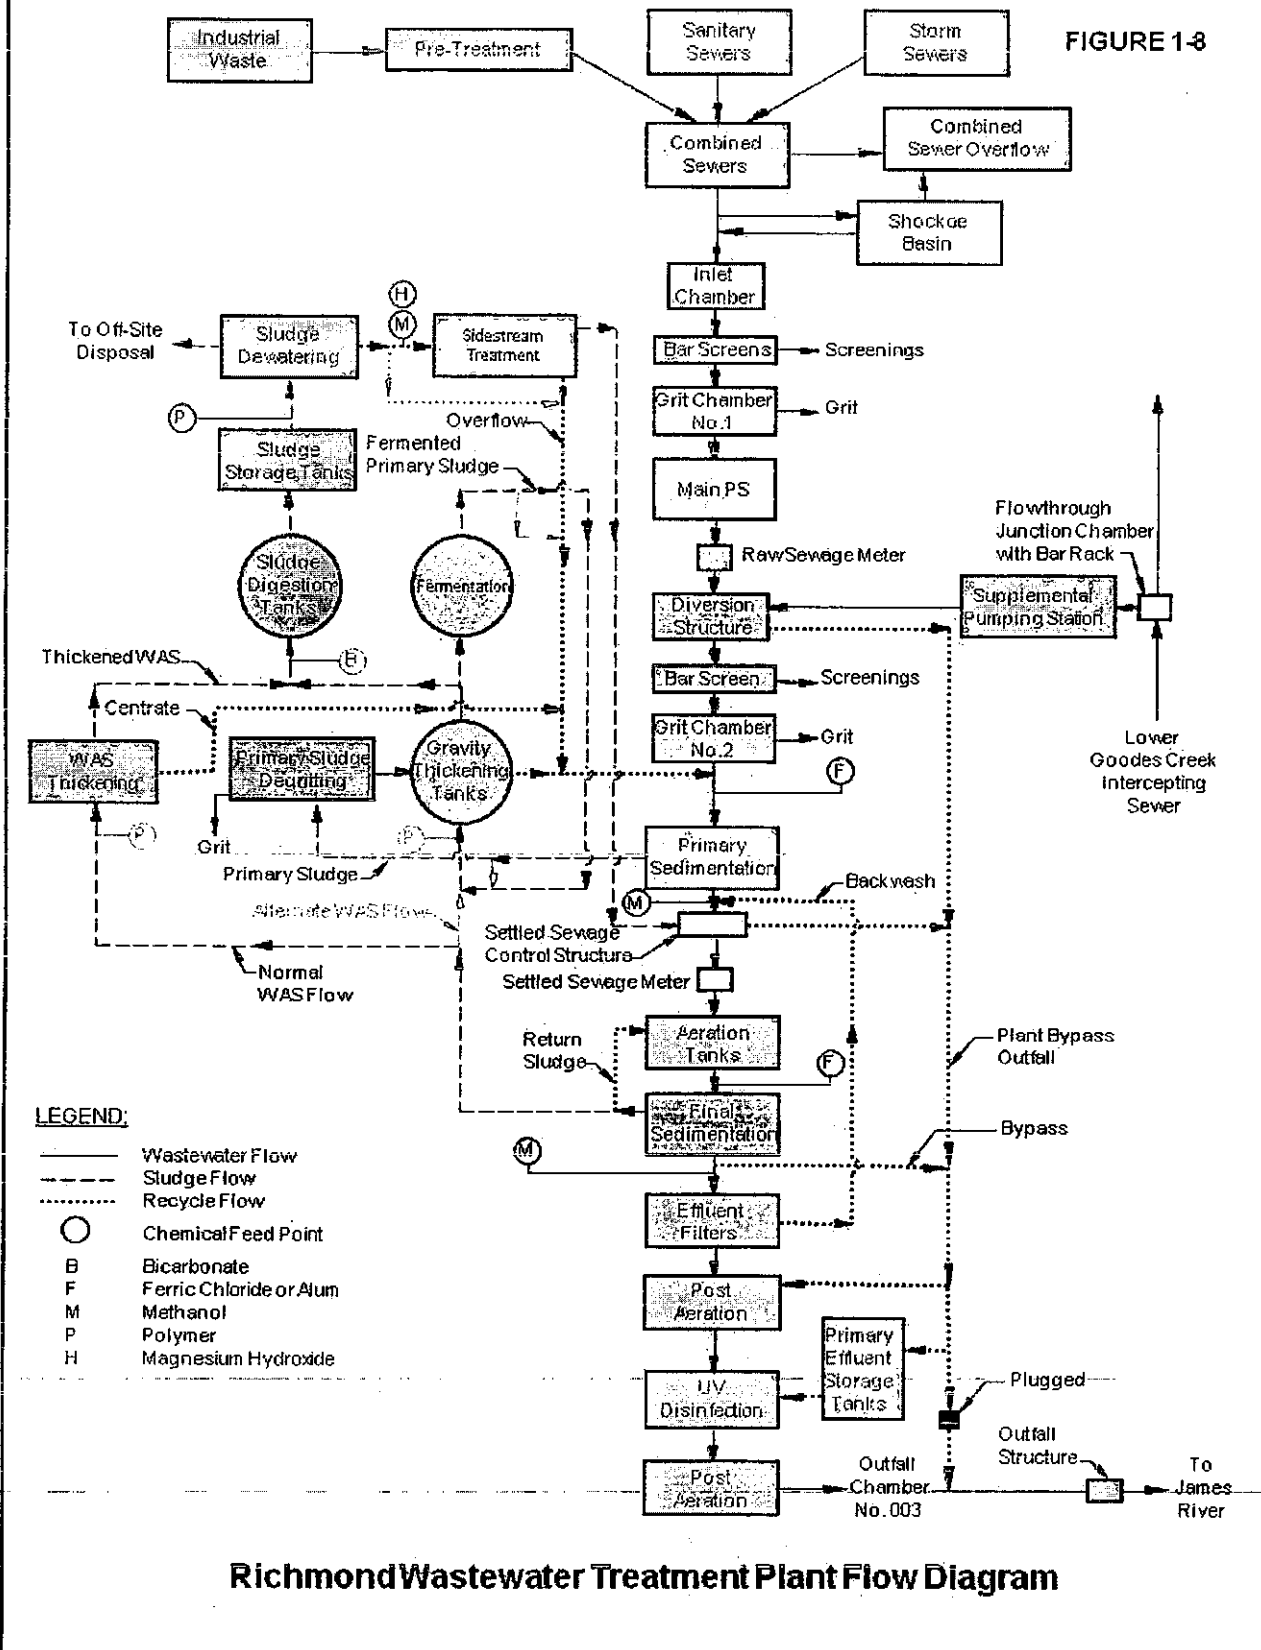 FIGURE 1-8
Industrial
Waste
Pre-Treatment
Sanitary
Sewers
Storm
Sewers
Combined
Sewers
Combined
Sewer Overflow
Shockoe
Basin
Inlet
Chamber
Bar Screens
Screenings
Grit Chamber
No.1
Grit
Main PS
Raw Sewage Meter
Diversion
Structure
Supplemental
Pumping Station
Flowthrough
Junction Chamber
with Bar Rack
Lower
Goodes Creek
Intercepting
Sewer
Bar Screen
Screenings
Grit Chamber
No.2
Grit
F
To Off-Site
Disposal
Sludge
Dewatering
H
M
Sidestream
Treatment
P
Overflow
Sludge
Storage Tanks
Fermented
Primary Sludge
Sludge
Digestion
Tanks
Fermentation
Thickened WAS
B
Centrate
WAS
Thickening
Primary Sludge
Degritting
Gravity
Thickening
Tanks
P
Grit
P
Primary Sludge
Primary
Sedimentation
Alternate WAS Flow
Normal
WAS Flow
M
Backwash
Settled Sewage
Control Structure
Settled Sewage Meter
Return
Sludge
Aeration
Tanks
F
Plant Bypass
Outfall
Final
Sedimentation
Bypass
M
Effluent
Filters
Post
Aeration
Primary
Effluent
Storage
Tanks
Plugged
UV
Disinfection
Post
Aeration
Outfall
Chamber
No. 003
Outfall
Structure
To
James
River
LEGEND:
Wastewater Flow
Sludge Flow
Recycle Flow
Chemical Feed Point
B Bicarbonate
F Ferric Chloride or Alum
M Methanol
P Polymer
H Magnesium Hydroxide
Richmond Wastewater Treatment Plant Flow Diagram